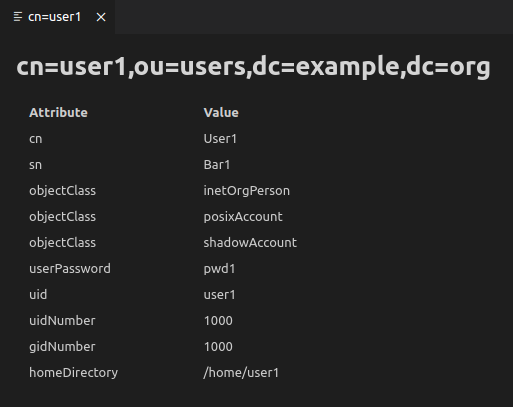 cn=user1
cn=user1,ou=users,dc=example,dc=org
Attribute Value
cn User1
sn Bar1
objectClass inetOrgPerson
objectClass posixAccount
objectClass shadowAccount
userPassword pwd1
uid user1
uidNumber 1000
gidNumber 1000
homeDirectory /home/user1